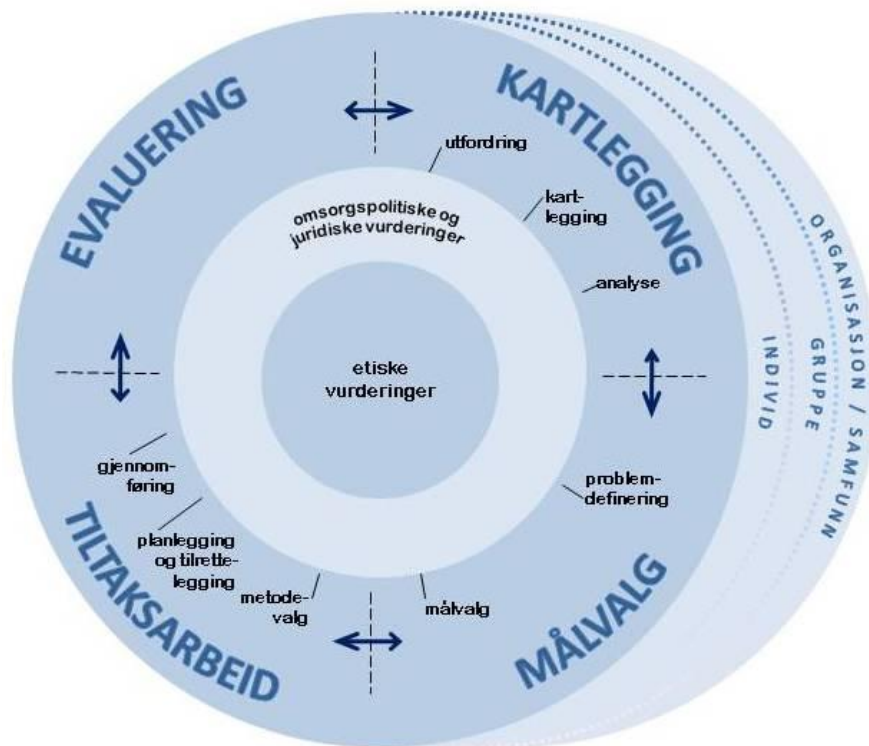 EVALUERING
KARTLEGGING
utfordring
kart-
legging
analyse
omsorgspolitiske og
juridiske vurderinger
etiske
vurderinger
INDIVID
GRUPPE
ORGANISASJON / SAMFUNN
problem-
definering
målvalg
MÅLVALG
metode-
valg
planlegging
og tilrette-
legging
gjennom-
føring
TILTAKSARBEID